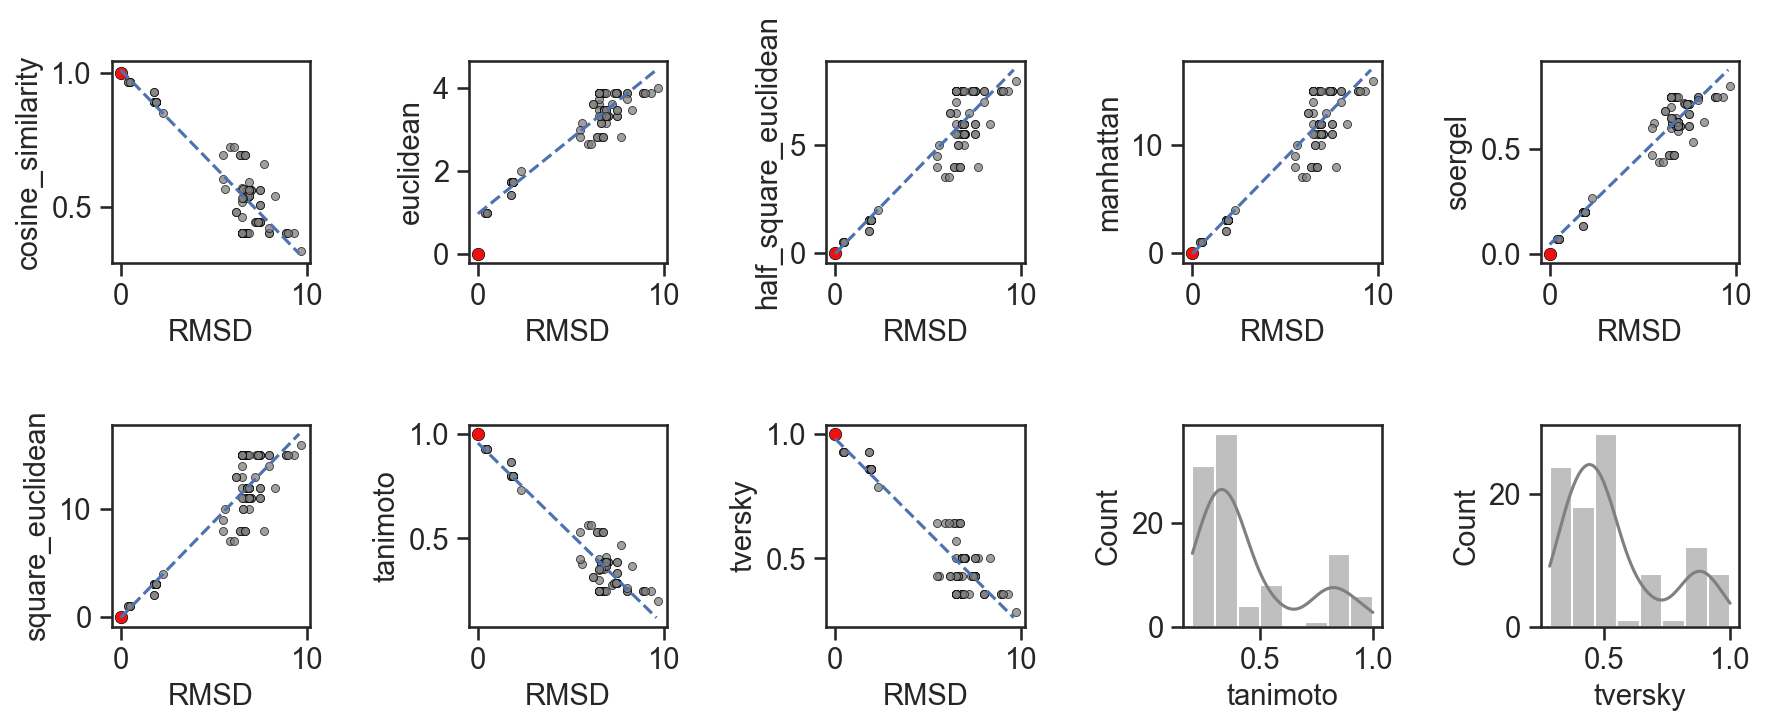 cosine_similarity
1.0
0.5
0
10
RMSD
euclidean
4
2
0
0
10
RMSD
half_square_euclidean
5
0
0
10
RMSD
manhattan
10
0
0
10
RMSD
soergel
0.5
0.0
0
10
RMSD
square_euclidean
10
0
0
10
RMSD
tanimoto
1.0
0.5
0
10
RMSD
tversky
1.0
0.5
0
10
RMSD
Count
20
0
0.5
1.0
tanimoto
Count
20
0
0.5
1.0
tversky